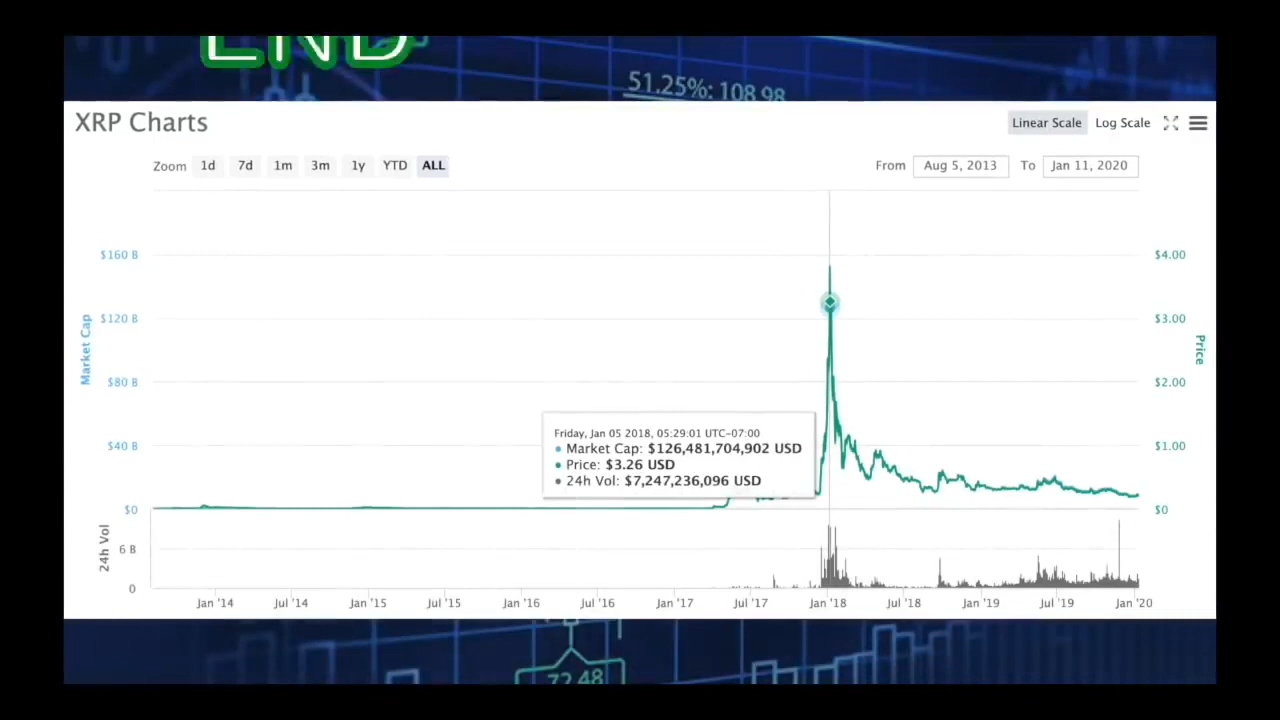 END
51.25%: 108.98
XRP Charts
Linear Scale Log Scale
Zoom 1d 7d 1m 3m 1y YTD ALL
From Aug 5, 2013 To Jan 11, 2020
$160 B
$120 B
$80 B
$40 B
$0
Market Cap
$4.00
$3.00
$2.00
$1.00
$0
Price
Friday, Jan 05 2018, 05:29:01 UTC-07:00
Market Cap: $126,481,704,902 USD
Price: $3.26 USD
24h Vol: $7,247,236,096 USD
24h Vol
6 B
0
Jan '14 Jul '14 Jan '15 Jul '15 Jan '16 Jul '16 Jan '17 Jul '17 Jan '18 Jul '18 Jan '19 Jul '19 Jan '20
72.48